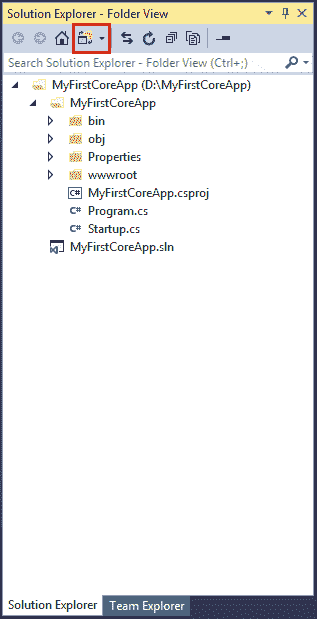 Solution Explorer - Folder View
Search Solution Explorer - Folder View (Ctrl+;)
MyFirstCoreApp (D:\MyFirstCoreApp)
MyFirstCoreApp
bin
obj
Properties
wwwroot
C# MyFirstCoreApp.csproj
C# Program.cs
C# Startup.cs
MyFirstCoreApp.sln
Solution Explorer Team Explorer